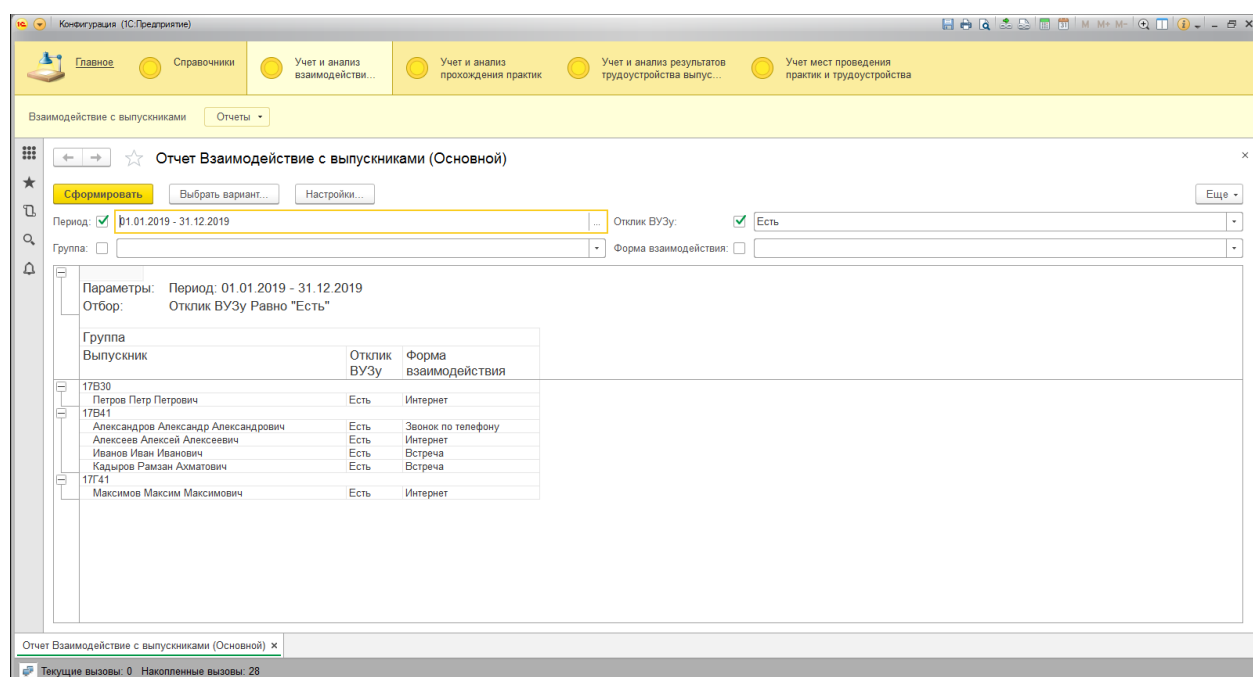 Конфигурация (1С:Предприятие)
M M+ M-
Главное
Справочники
Учет и анализ
взаимодействи...
Учет и анализ
прохождения практик
Учет и анализ результатов
трудоустройства выпус...
Учет мест проведения
практик и трудоустройства
Взаимодействие с выпускниками Отчеты
Отчет Взаимодействие с выпускниками (Основной)
Сформировать Выбрать вариант... Настройки... Еще
Период: 01.01.2019 - 31.12.2019 ... Отклик ВУЗу: Есть
Группа: Форма взаимодействия:
Параметры: Период: 01.01.2019 - 31.12.2019
Отбор: Отклик ВУЗу Равно "Есть"
Группа
Выпускник Отклик ВУЗу Форма взаимодействия
17В30
Петров Петр Петрович Есть Интернет
17В41
Александров Александр Александрович Есть Звонок по телефону
Алексеев Алексей Алексеевич Есть Интернет
Иванов Иван Иванович Есть Встреча
Кадыров Рамзан Ахматович Есть Встреча
17Г41
Максимов Максим Максимович Есть Интернет
Отчет Взаимодействие с выпускниками (Основной) ×
Текущие вызовы: 0 Накопленные вызовы: 28